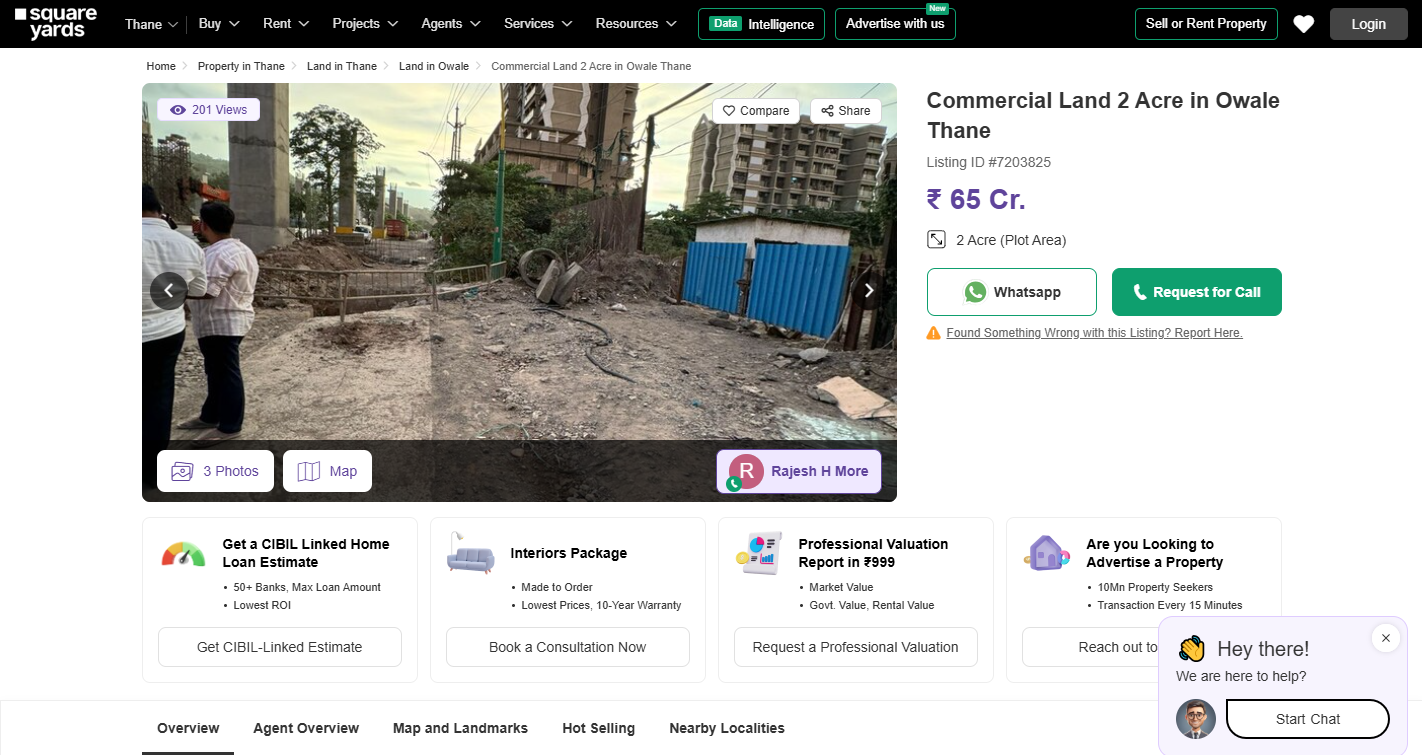 square
yards
Thane
Buy
Rent
Projects
Agents
Services
Resources
Data Intelligence
Advertise with us
New
Sell or Rent Property
Login
Home
Property in Thane
Land in Thane
Land in Owale
Commercial Land 2 Acre in Owale Thane
201 Views
Compare
Share
3 Photos
Map
R
Rajesh H More
Commercial Land 2 Acre in Owale
Thane
Listing ID #7203825
₹ 65 Cr.
2 Acre (Plot Area)
Whatsapp
Request for Call
Found Something Wrong with this Listing? Report Here.
Get a CIBIL Linked Home
Loan Estimate
• 50+ Banks, Max Loan Amount
• Lowest ROI
Get CIBIL-Linked Estimate
Interiors Package
• Made to Order
• Lowest Prices, 10-Year Warranty
Book a Consultation Now
Professional Valuation
Report in ₹999
• Market Value
• Govt. Value, Rental Value
Request a Professional Valuation
Are you Looking to
Advertise a Property
• 10Mn Property Seekers
• Transaction Every 15 Minutes
Reach out to
Hey there!
We are here to help?
Start Chat
Overview
Agent Overview
Map and Landmarks
Hot Selling
Nearby Localities